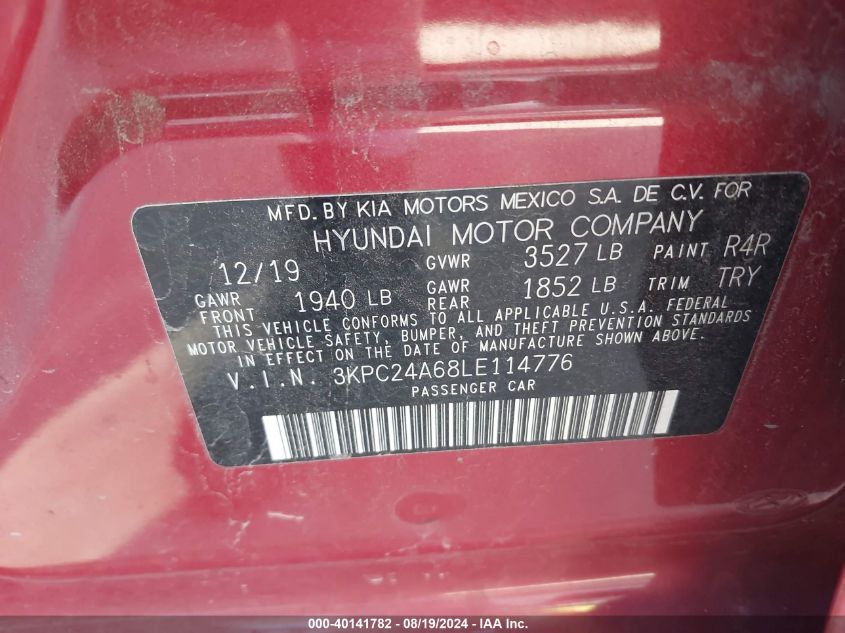 MFD. BY KIA MOTORS MEXICO S.A. DE C.V. FOR
HYUNDAI MOTOR COMPANY
12/19 GVWR 3527 LB PAINT R4R
GAWR FRONT 1940 LB GAWR REAR 1852 LB TRIM TRY
THIS VEHICLE CONFORMS TO ALL APPLICABLE U.S.A. FEDERAL
MOTOR VEHICLE SAFETY, BUMPER, AND THEFT PREVENTION STANDARDS
IN EFFECT ON THE DATE OF MANUFACTURE SHOWN ABOVE.
V.I.N. 3KPC24A68LE114776
PASSENGER CAR
000-40141782 - 08/19/2024 - IAA Inc.